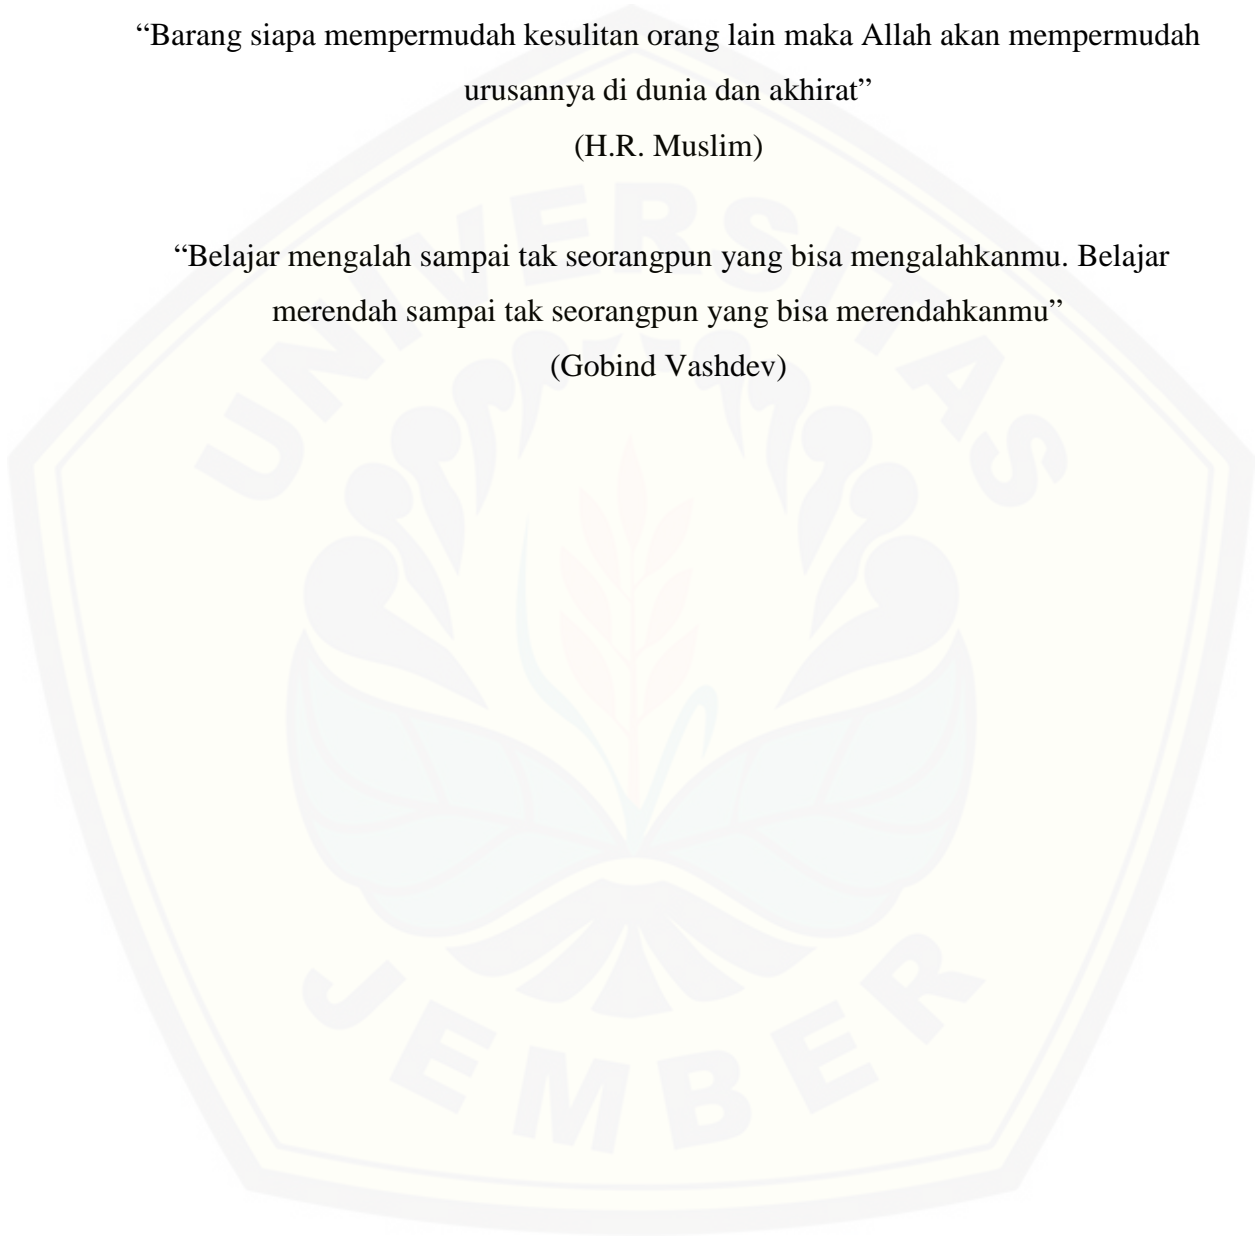 “Barang siapa mempermudah kesulitan orang lain maka Allah akan mempermudah
urusannya di dunia dan akhirat”
(H.R. Muslim)
“Belajar mengalah sampai tak seorangpun yang bisa mengalahkanmu. Belajar
merendah sampai tak seorangpun yang bisa merendahkanmu”
(Gobind Vashdev)
UNIVERSITAS
JEMBER